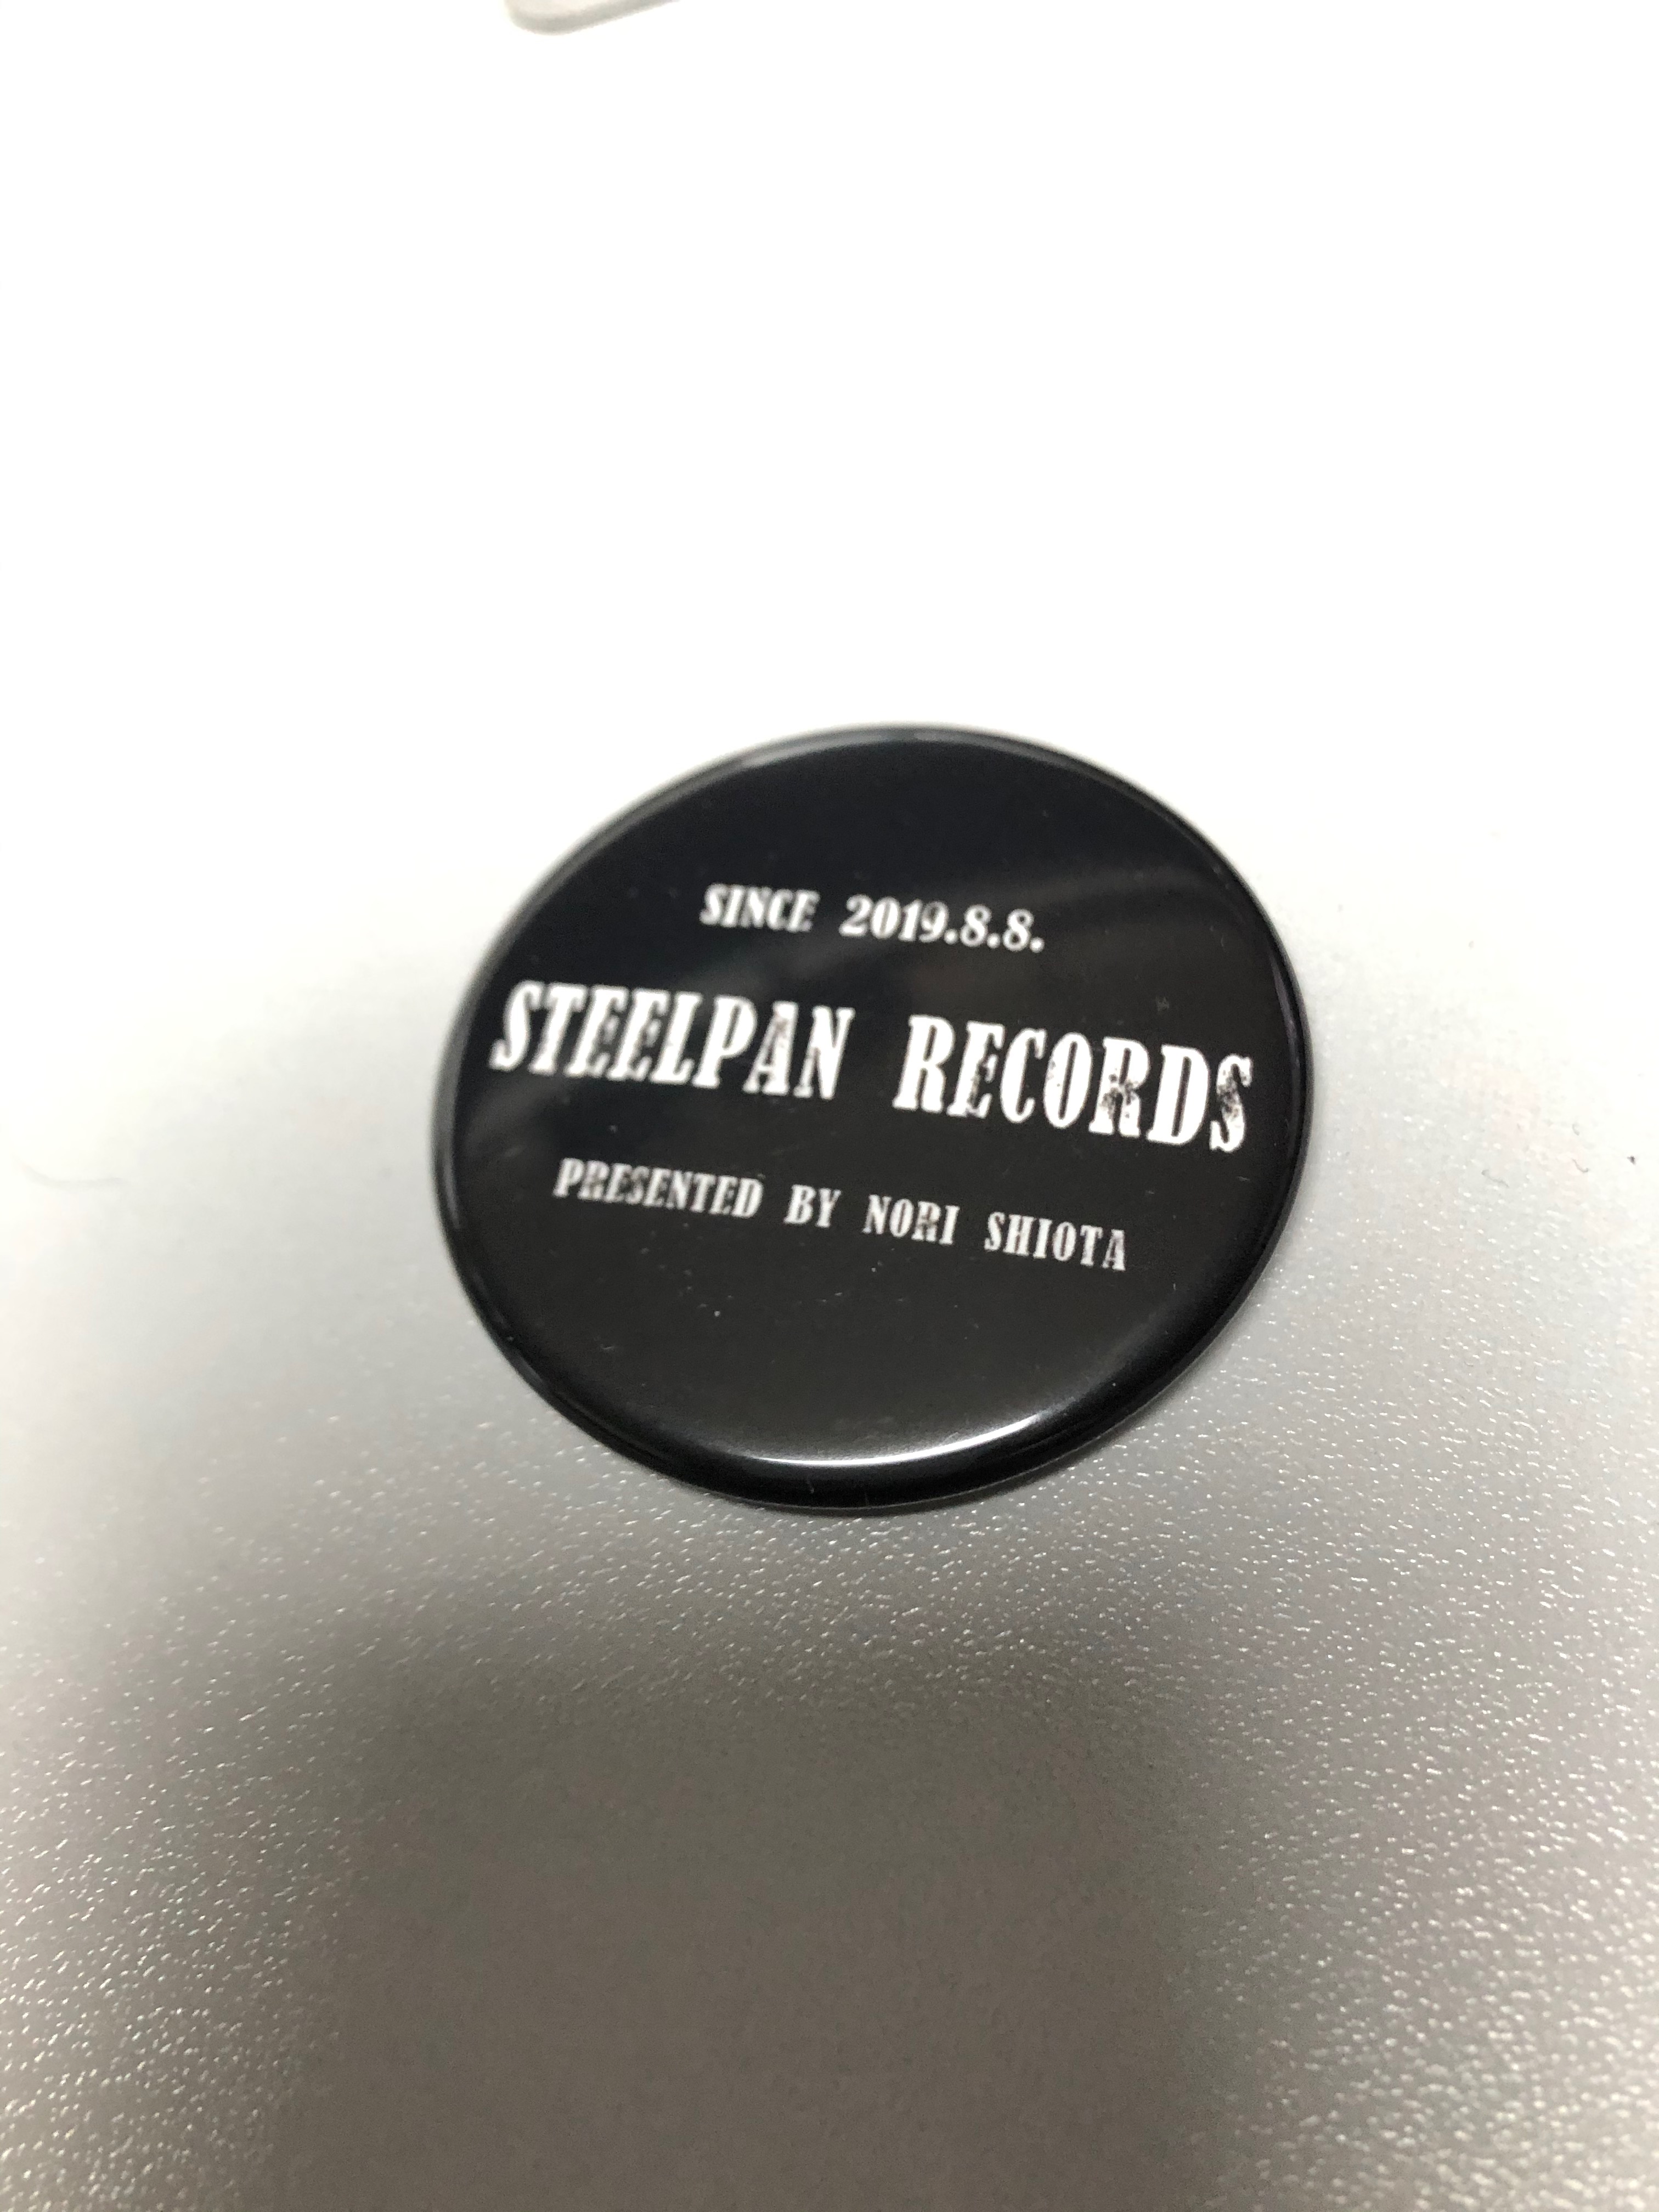 SINCE 2019.8.8.
STEELPAN RECORDS
PRESENTED BY NORI SHIOTA